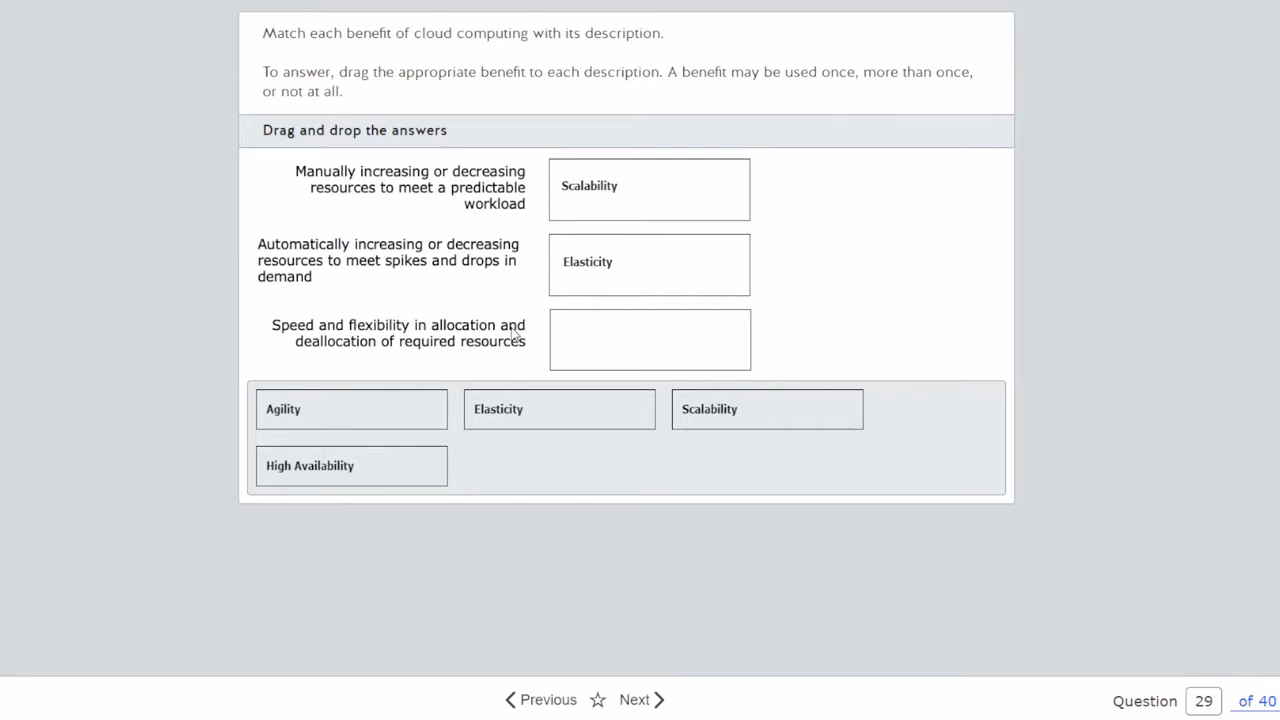 Match each benefit of cloud computing with its description.
To answer, drag the appropriate benefit to each description. A benefit may be used once, more than once,
or not at all.
Drag and drop the answers
Manually increasing or decreasing
resources to meet a predictable
workload
Scalability
Automatically increasing or decreasing
resources to meet spikes and drops in
demand
Elasticity
Speed and flexibility in allocation and
deallocation of required resources
Agility
Elasticity
Scalability
High Availability
Previous
Next
Question 29 of 40